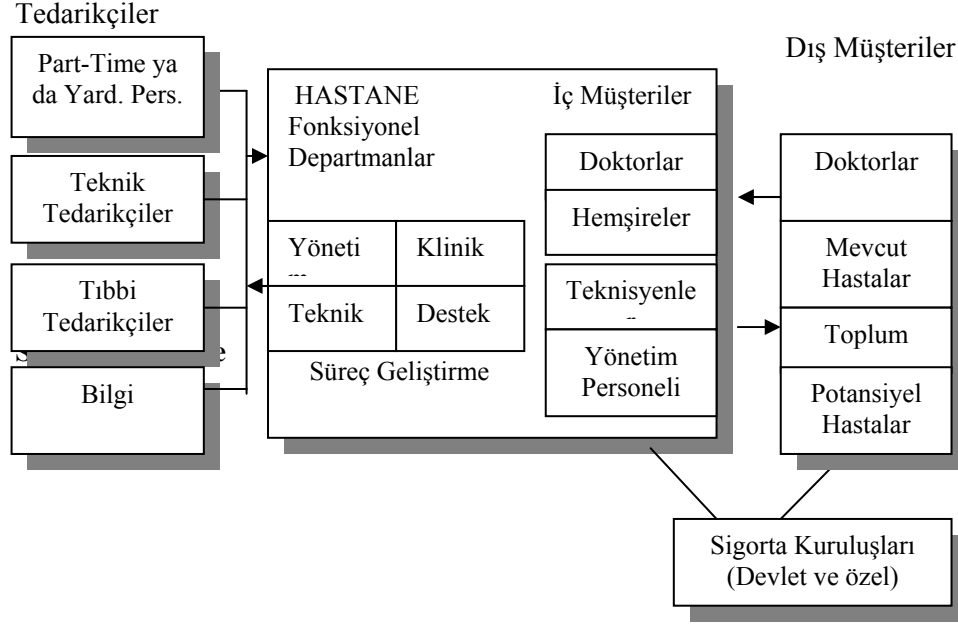 Tedarikçiler
Part-Time ya
da Yard. Pers.
Teknik
Tedarikçiler
Tıbbi
Tedarikçiler
Bilgi
HASTANE
Fonksiyonel
Departmanlar
Yöneti
Klinik
Teknik
Destek
Süreç Geliştirme
İç Müşteriler
Doktorlar
Hemşireler
Teknisyenle
Yönetim
Personeli
Dış Müşteriler
Doktorlar
Mevcut
Hastalar
Toplum
Potansiyel
Hastalar
Sigorta Kuruluşları
(Devlet ve özel)